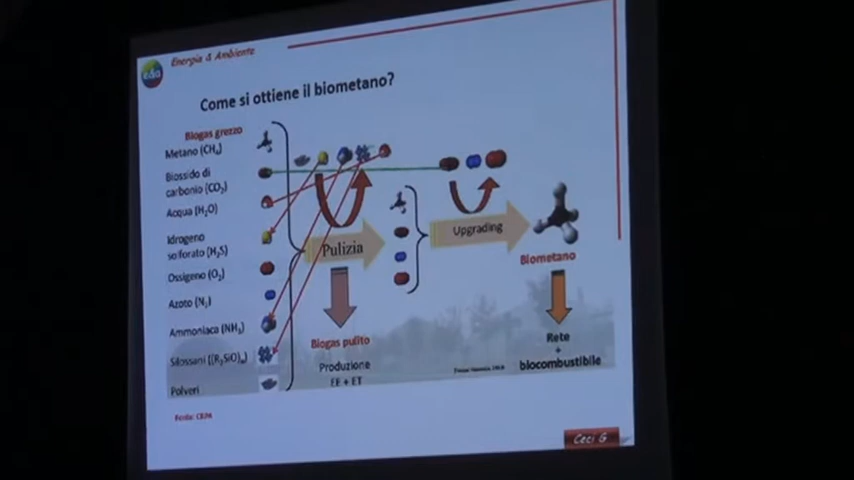 Energia & Ambiente
Come si ottiene il biometano?
Biogas grezzo
Metano (CH₄)
Biossido di
carbonio (CO₂)
Acqua (H₂O)
Idrogeno
solforato (H₂S)
Ossigeno (O₂)
Azoto (N₂)
Ammoniaca (NH₃)
Silossani ((R₂SiO)ₙ)
Polveri
Fonte: CRPA
Pulizia
Upgrading
Biometano
Biogas pulito
Produzione
EE + ET
Rete
+
biocombustibile
Ceci G